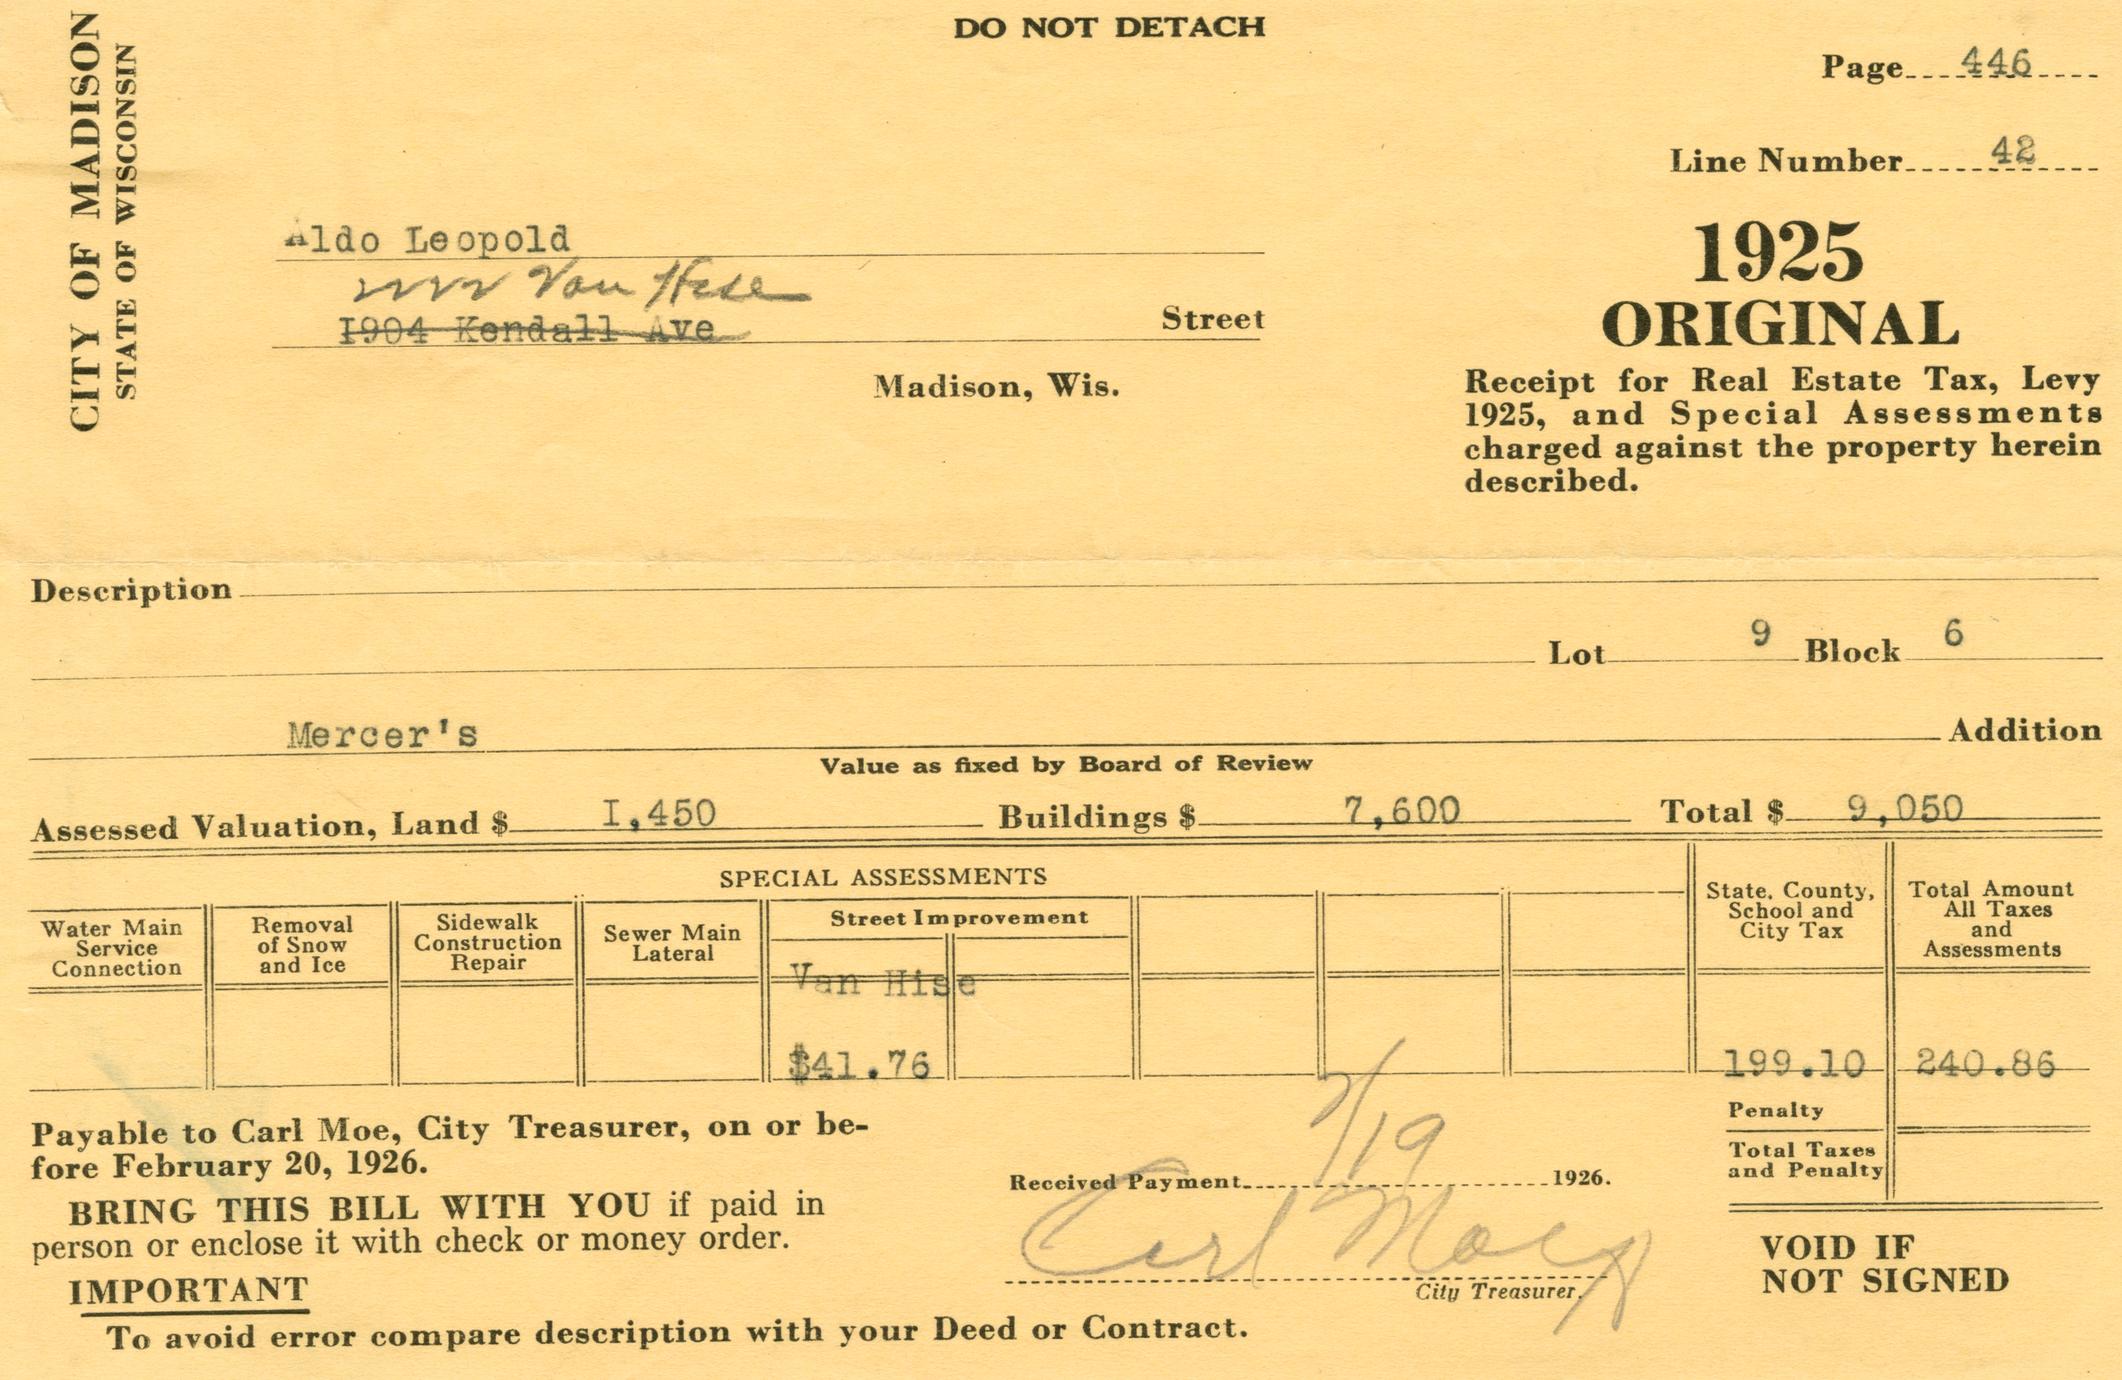 DO NOT DETACH
CITY OF MADISON
STATE OF WISCONSIN
Page 446
Line Number 42
Aldo Leopold
2222 Van Hise
1904 Kendall Ave
Street
Madison, Wis.
1925
ORIGINAL
Receipt for Real Estate Tax, Levy
1925, and Special Assessments
charged against the property herein
described.
Description
Lot 9 Block 6
Mercer's Addition
Value as fixed by Board of Review
Assessed Valuation, Land $ I,450 Buildings $ 7,600 Total $ 9,050
SPECIAL ASSESSMENTS
Water Main
Service
Connection
Removal
of Snow
and Ice
Sidewalk
Construction
Repair
Sewer Main
Lateral
Street Improvement
Van Hise
$41.76
State, County,
School and
City Tax
199.10
Total Amount
All Taxes
and
Assessments
240.86
Penalty
Total Taxes
and Penalty
Payable to Carl Moe, City Treasurer, on or be-
fore February 20, 1926.
BRING THIS BILL WITH YOU if paid in
person or enclose it with check or money order.
IMPORTANT
To avoid error compare description with your Deed or Contract.
2/19
Received Payment 1926.
Carl Moe
City Treasurer.
VOID IF
NOT SIGNED